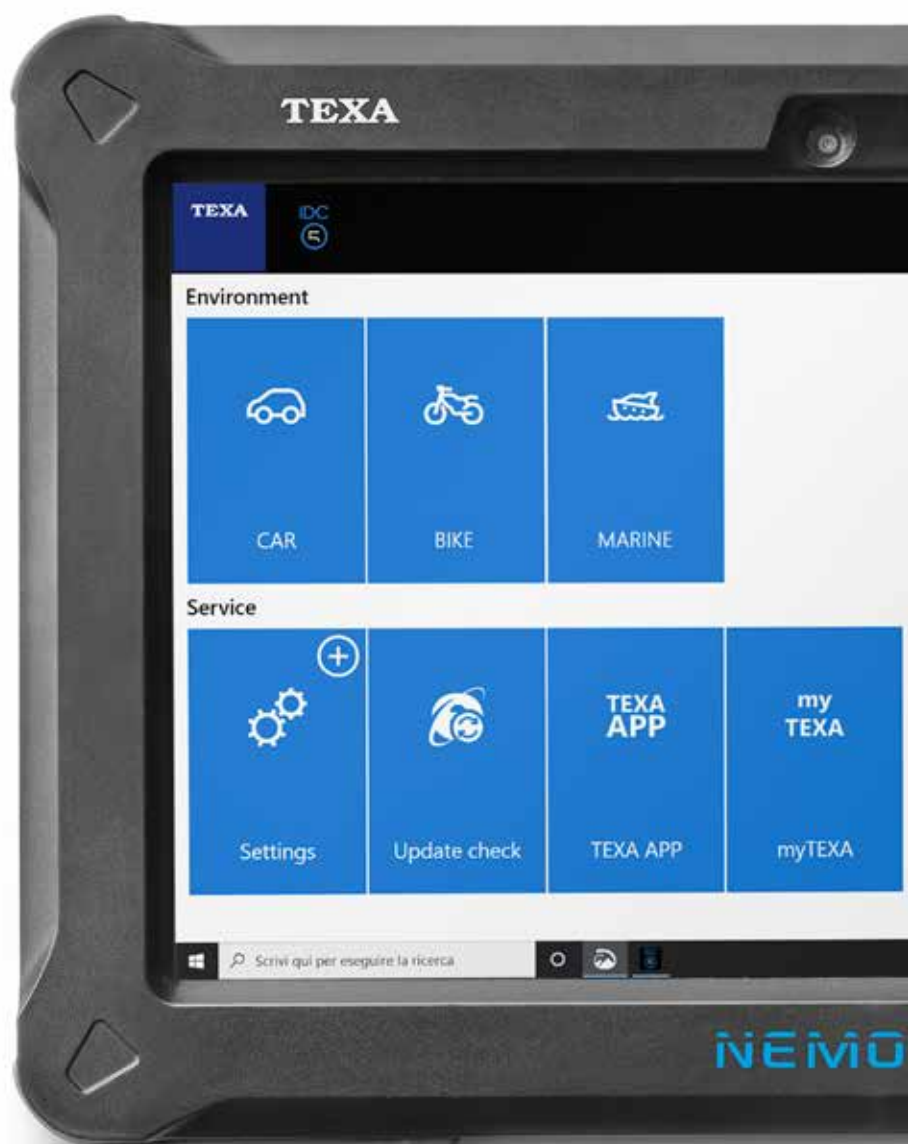 TEXA
TEXA
IDC
5
Environment
CAR
BIKE
MARINE
Service
TEXA
APP
my
TEXA
Settings
Update check
TEXA APP
myTEXA
Scrivi qui per eseguire la ricerca
NEMO